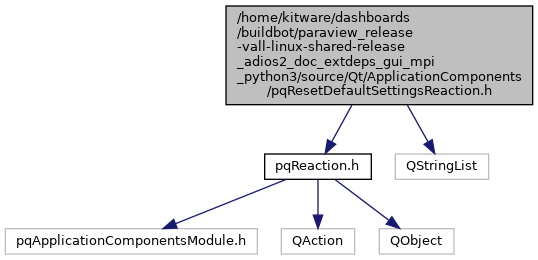 /home/kitware/dashboards
/buildbot/paraview_release
-vall-linux-shared-release
_adios2_doc_extdeps_gui_mpi
_python3/source/Qt/ApplicationComponents
/pqResetDefaultSettingsReaction.h
pqReaction.h
QStringList
pqApplicationComponentsModule.h
QAction
QObject